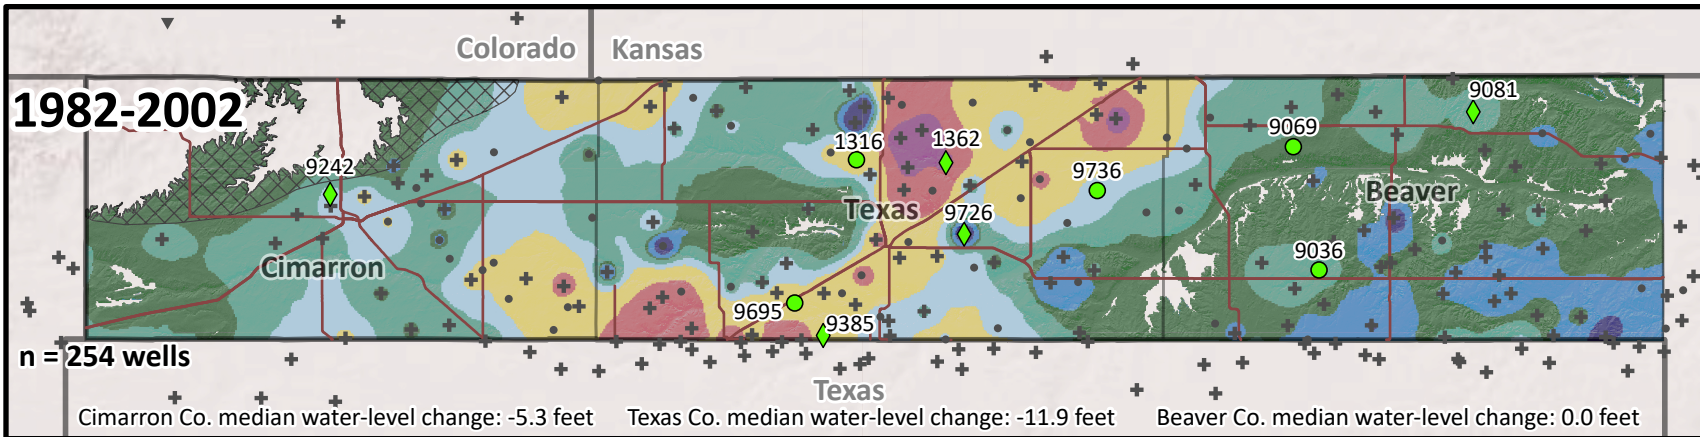 Colorado
Kansas
1982-2002
9081
9069
1316
1362
9242
9736
Beaver
Texas
9726
9036
Cimarron
9695
9385
n = 254 wells
Texas
Cimarron Co. median water-level change: -5.3 feet
Texas Co. median water-level change: -11.9 feet
Beaver Co. median water-level change: 0.0 feet